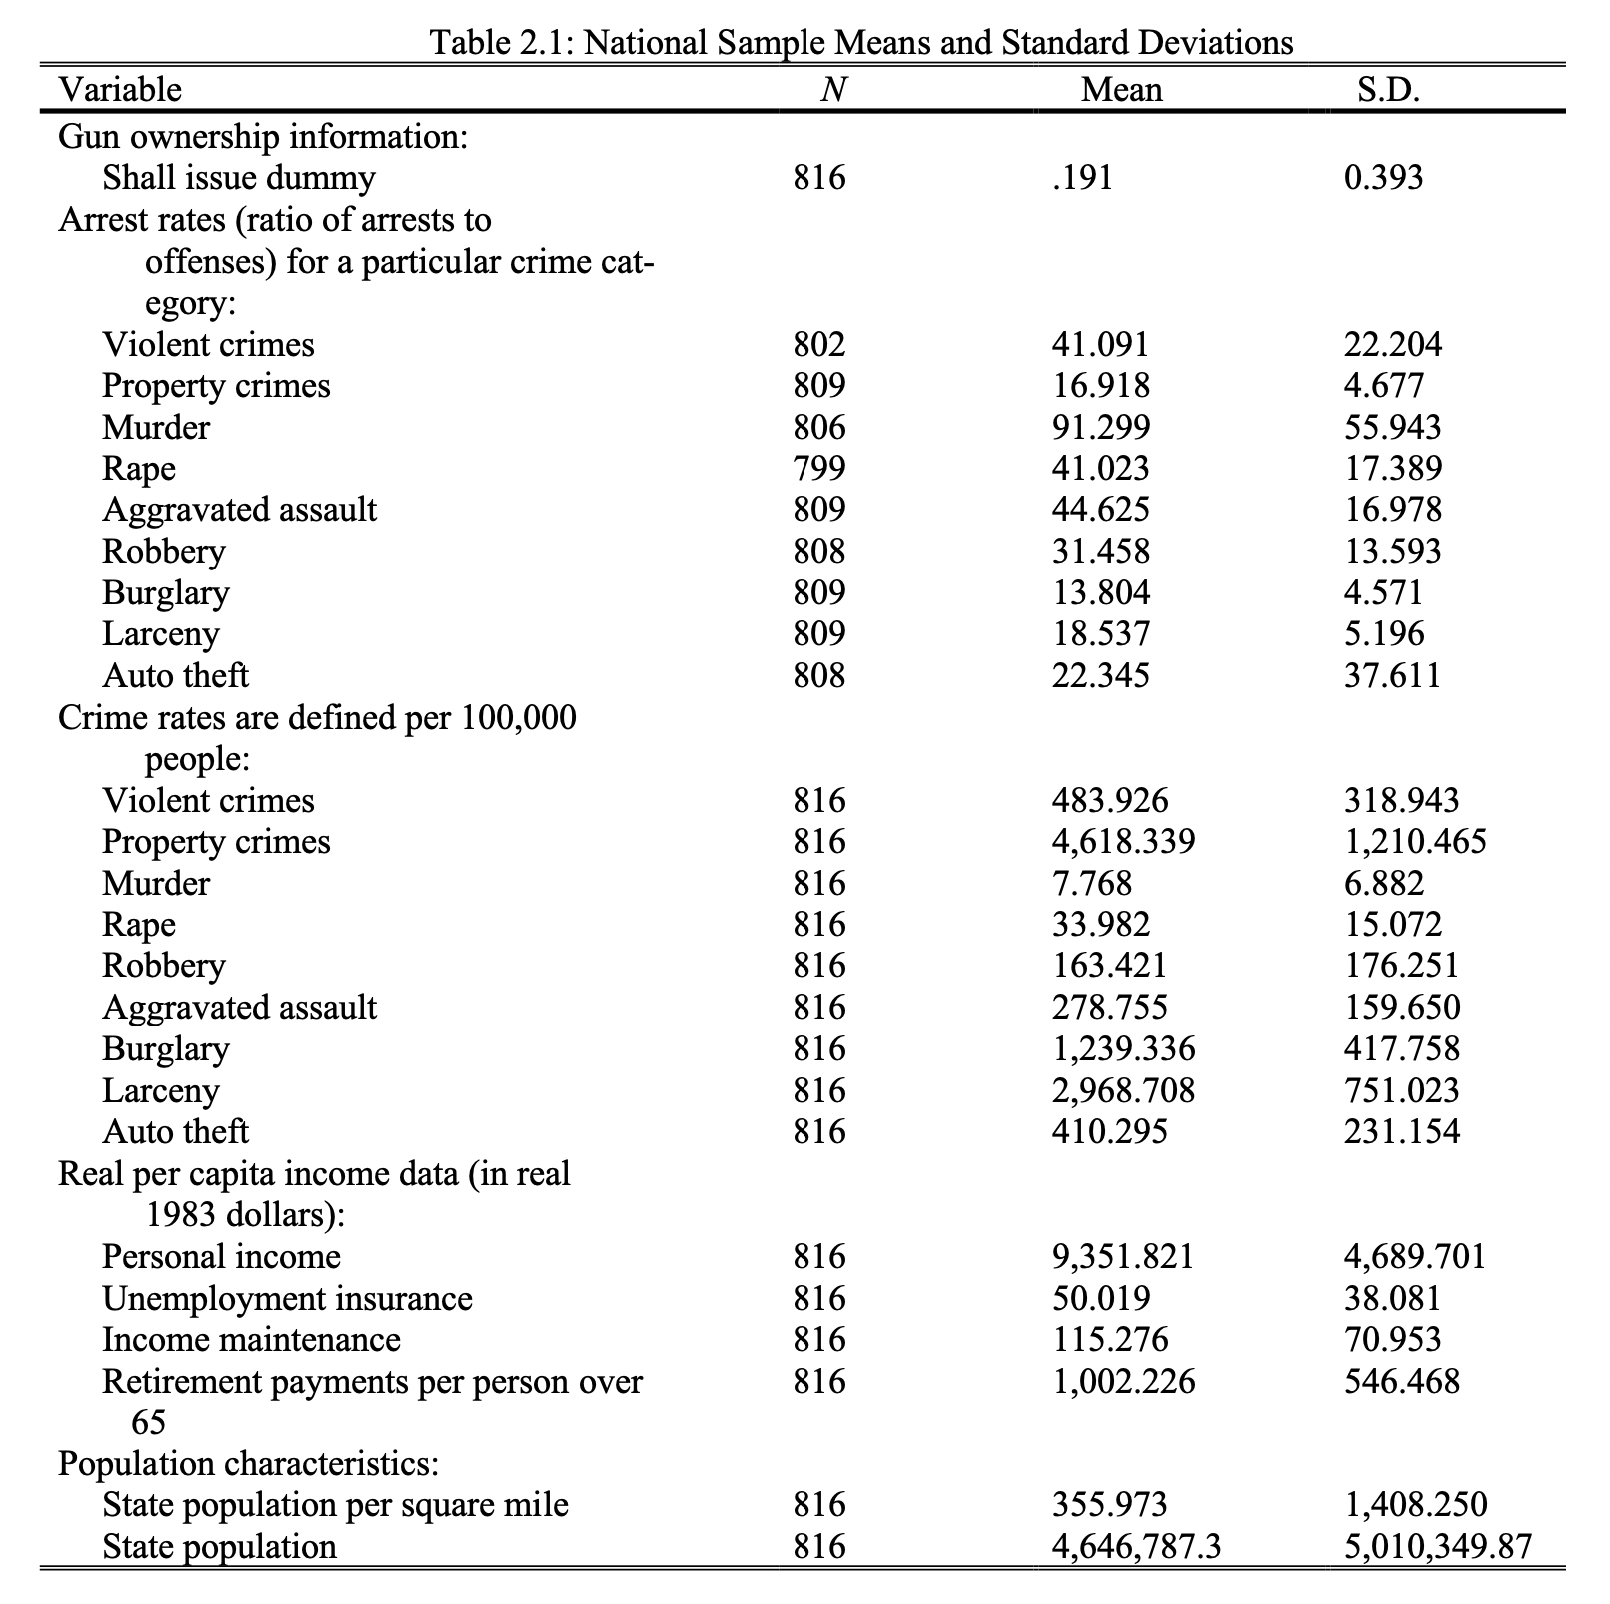 Table 2.1: National Sample Means and Standard Deviations
Variable N Mean S.D.
Gun ownership information:
Shall issue dummy 816 .191 0.393
Arrest rates (ratio of arrests to
offenses) for a particular crime cat-
egory:
Violent crimes 802 41.091 22.204
Property crimes 809 16.918 4.677
Murder 806 91.299 55.943
Rape 799 41.023 17.389
Aggravated assault 809 44.625 16.978
Robbery 808 31.458 13.593
Burglary 809 13.804 4.571
Larceny 809 18.537 5.196
Auto theft 808 22.345 37.611
Crime rates are defined per 100,000
people:
Violent crimes 816 483.926 318.943
Property crimes 816 4,618.339 1,210.465
Murder 816 7.768 6.882
Rape 816 33.982 15.072
Robbery 816 163.421 176.251
Aggravated assault 816 278.755 159.650
Burglary 816 1,239.336 417.758
Larceny 816 2,968.708 751.023
Auto theft 816 410.295 231.154
Real per capita income data (in real
1983 dollars):
Personal income 816 9,351.821 4,689.701
Unemployment insurance 816 50.019 38.081
Income maintenance 816 115.276 70.953
Retirement payments per person over 816 1,002.226 546.468
65
Population characteristics:
State population per square mile 816 355.973 1,408.250
State population 816 4,646,787.3 5,010,349.87